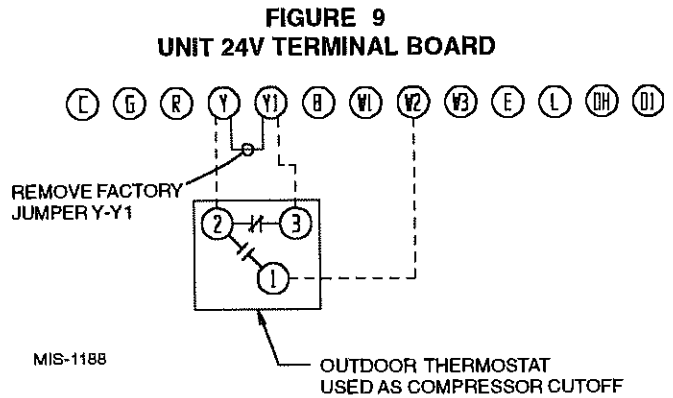 FIGURE 9
UNIT 24V TERMINAL BOARD
C G R Y Y1 B W1 W2 W3 E L DH D1
REMOVE FACTORY
JUMPER Y-Y1
2 3
1
MIS-1188
OUTDOOR THERMOSTAT
USED AS COMPRESSOR CUTOFF